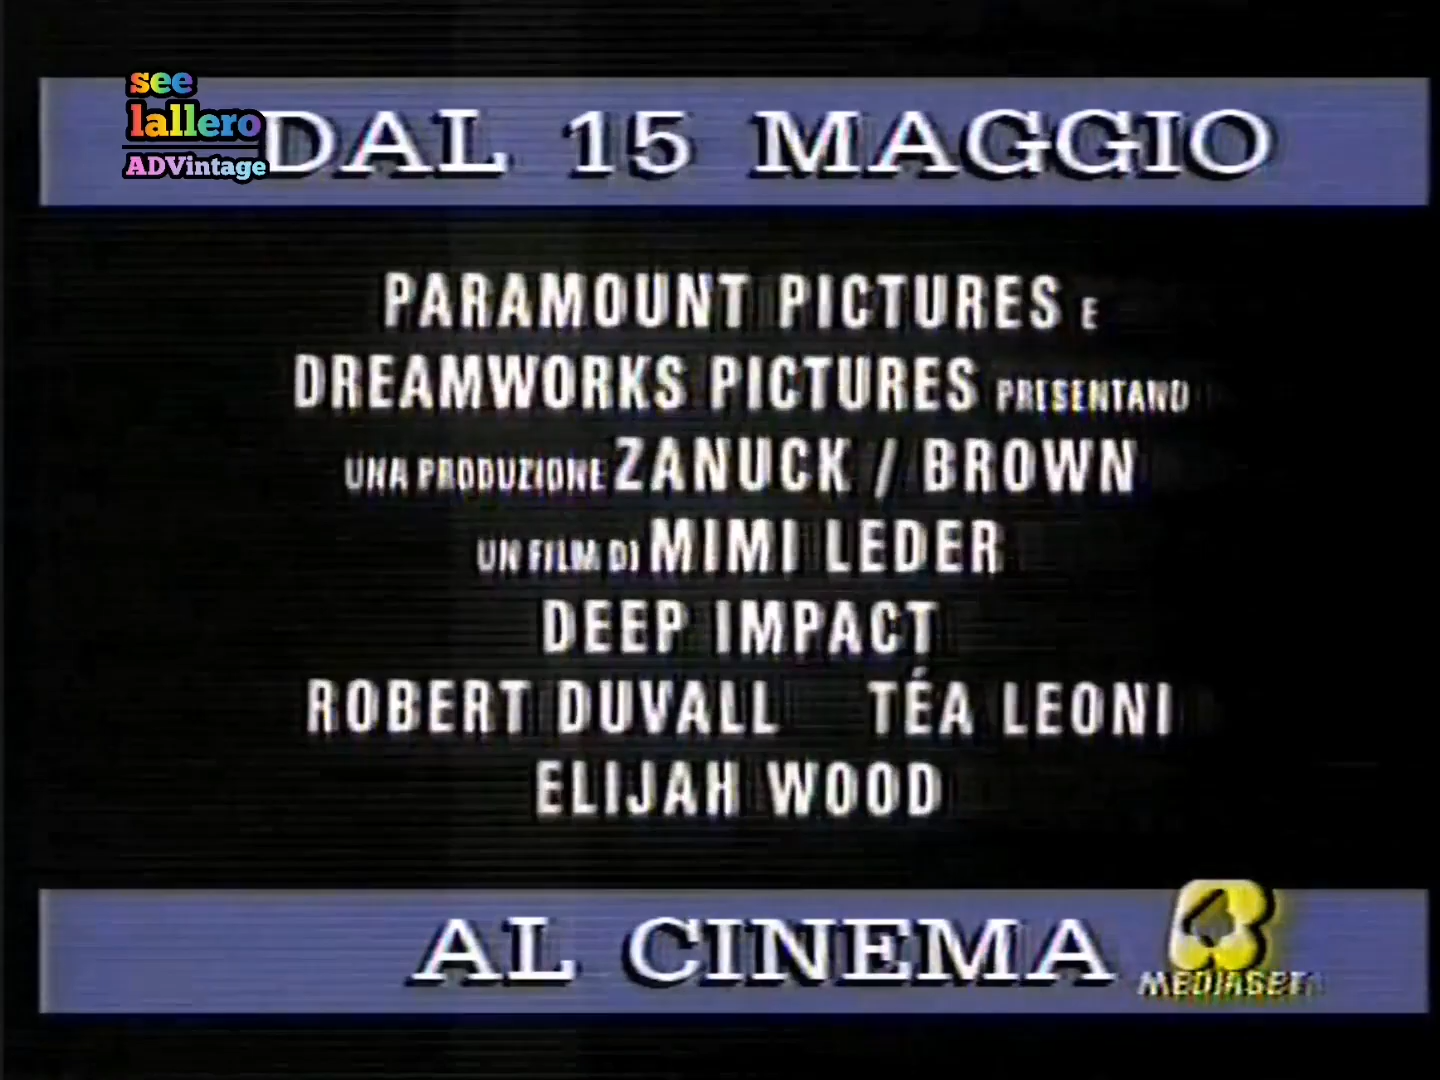 see
lallero
ADVintage
DAL 15 MAGGIO
PARAMOUNT PICTURES E
DREAMWORKS PICTURES PRESENTANO
UNA PRODUZIONE ZANUCK / BROWN
UN FILM DI MIMI LEDER
DEEP IMPACT
ROBERT DUVALL TÉA LEONI
ELIJAH WOOD
AL CINEMA
4
MEDIASET